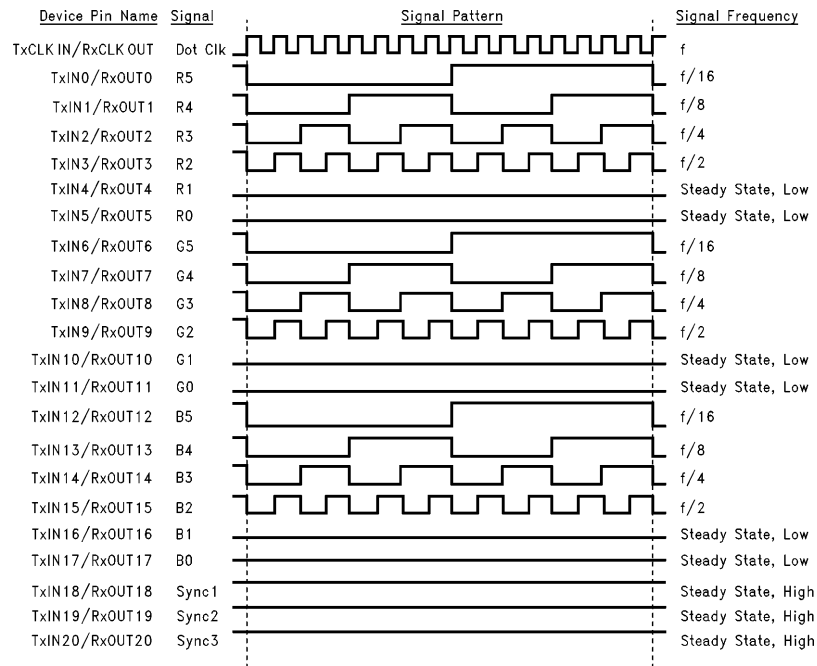 Device Pin Name Signal Signal Pattern Signal Frequency
TxCLK IN/RxCLK OUT Dot Clk f
TxIN0/RxOUT0 R5 f/16
TxIN1/RxOUT1 R4 f/8
TxIN2/RxOUT2 R3 f/4
TxIN3/RxOUT3 R2 f/2
TxIN4/RxOUT4 R1 Steady State, Low
TxIN5/RxOUT5 R0 Steady State, Low
TxIN6/RxOUT6 G5 f/16
TxIN7/RxOUT7 G4 f/8
TxIN8/RxOUT8 G3 f/4
TxIN9/RxOUT9 G2 f/2
TxIN10/RxOUT10 G1 Steady State, Low
TxIN11/RxOUT11 G0 Steady State, Low
TxIN12/RxOUT12 B5 f/16
TxIN13/RxOUT13 B4 f/8
TxIN14/RxOUT14 B3 f/4
TxIN15/RxOUT15 B2 f/2
TxIN16/RxOUT16 B1 Steady State, Low
TxIN17/RxOUT17 B0 Steady State, Low
TxIN18/RxOUT18 Sync1 Steady State, High
TxIN19/RxOUT19 Sync2 Steady State, High
TxIN20/RxOUT20 Sync3 Steady State, High